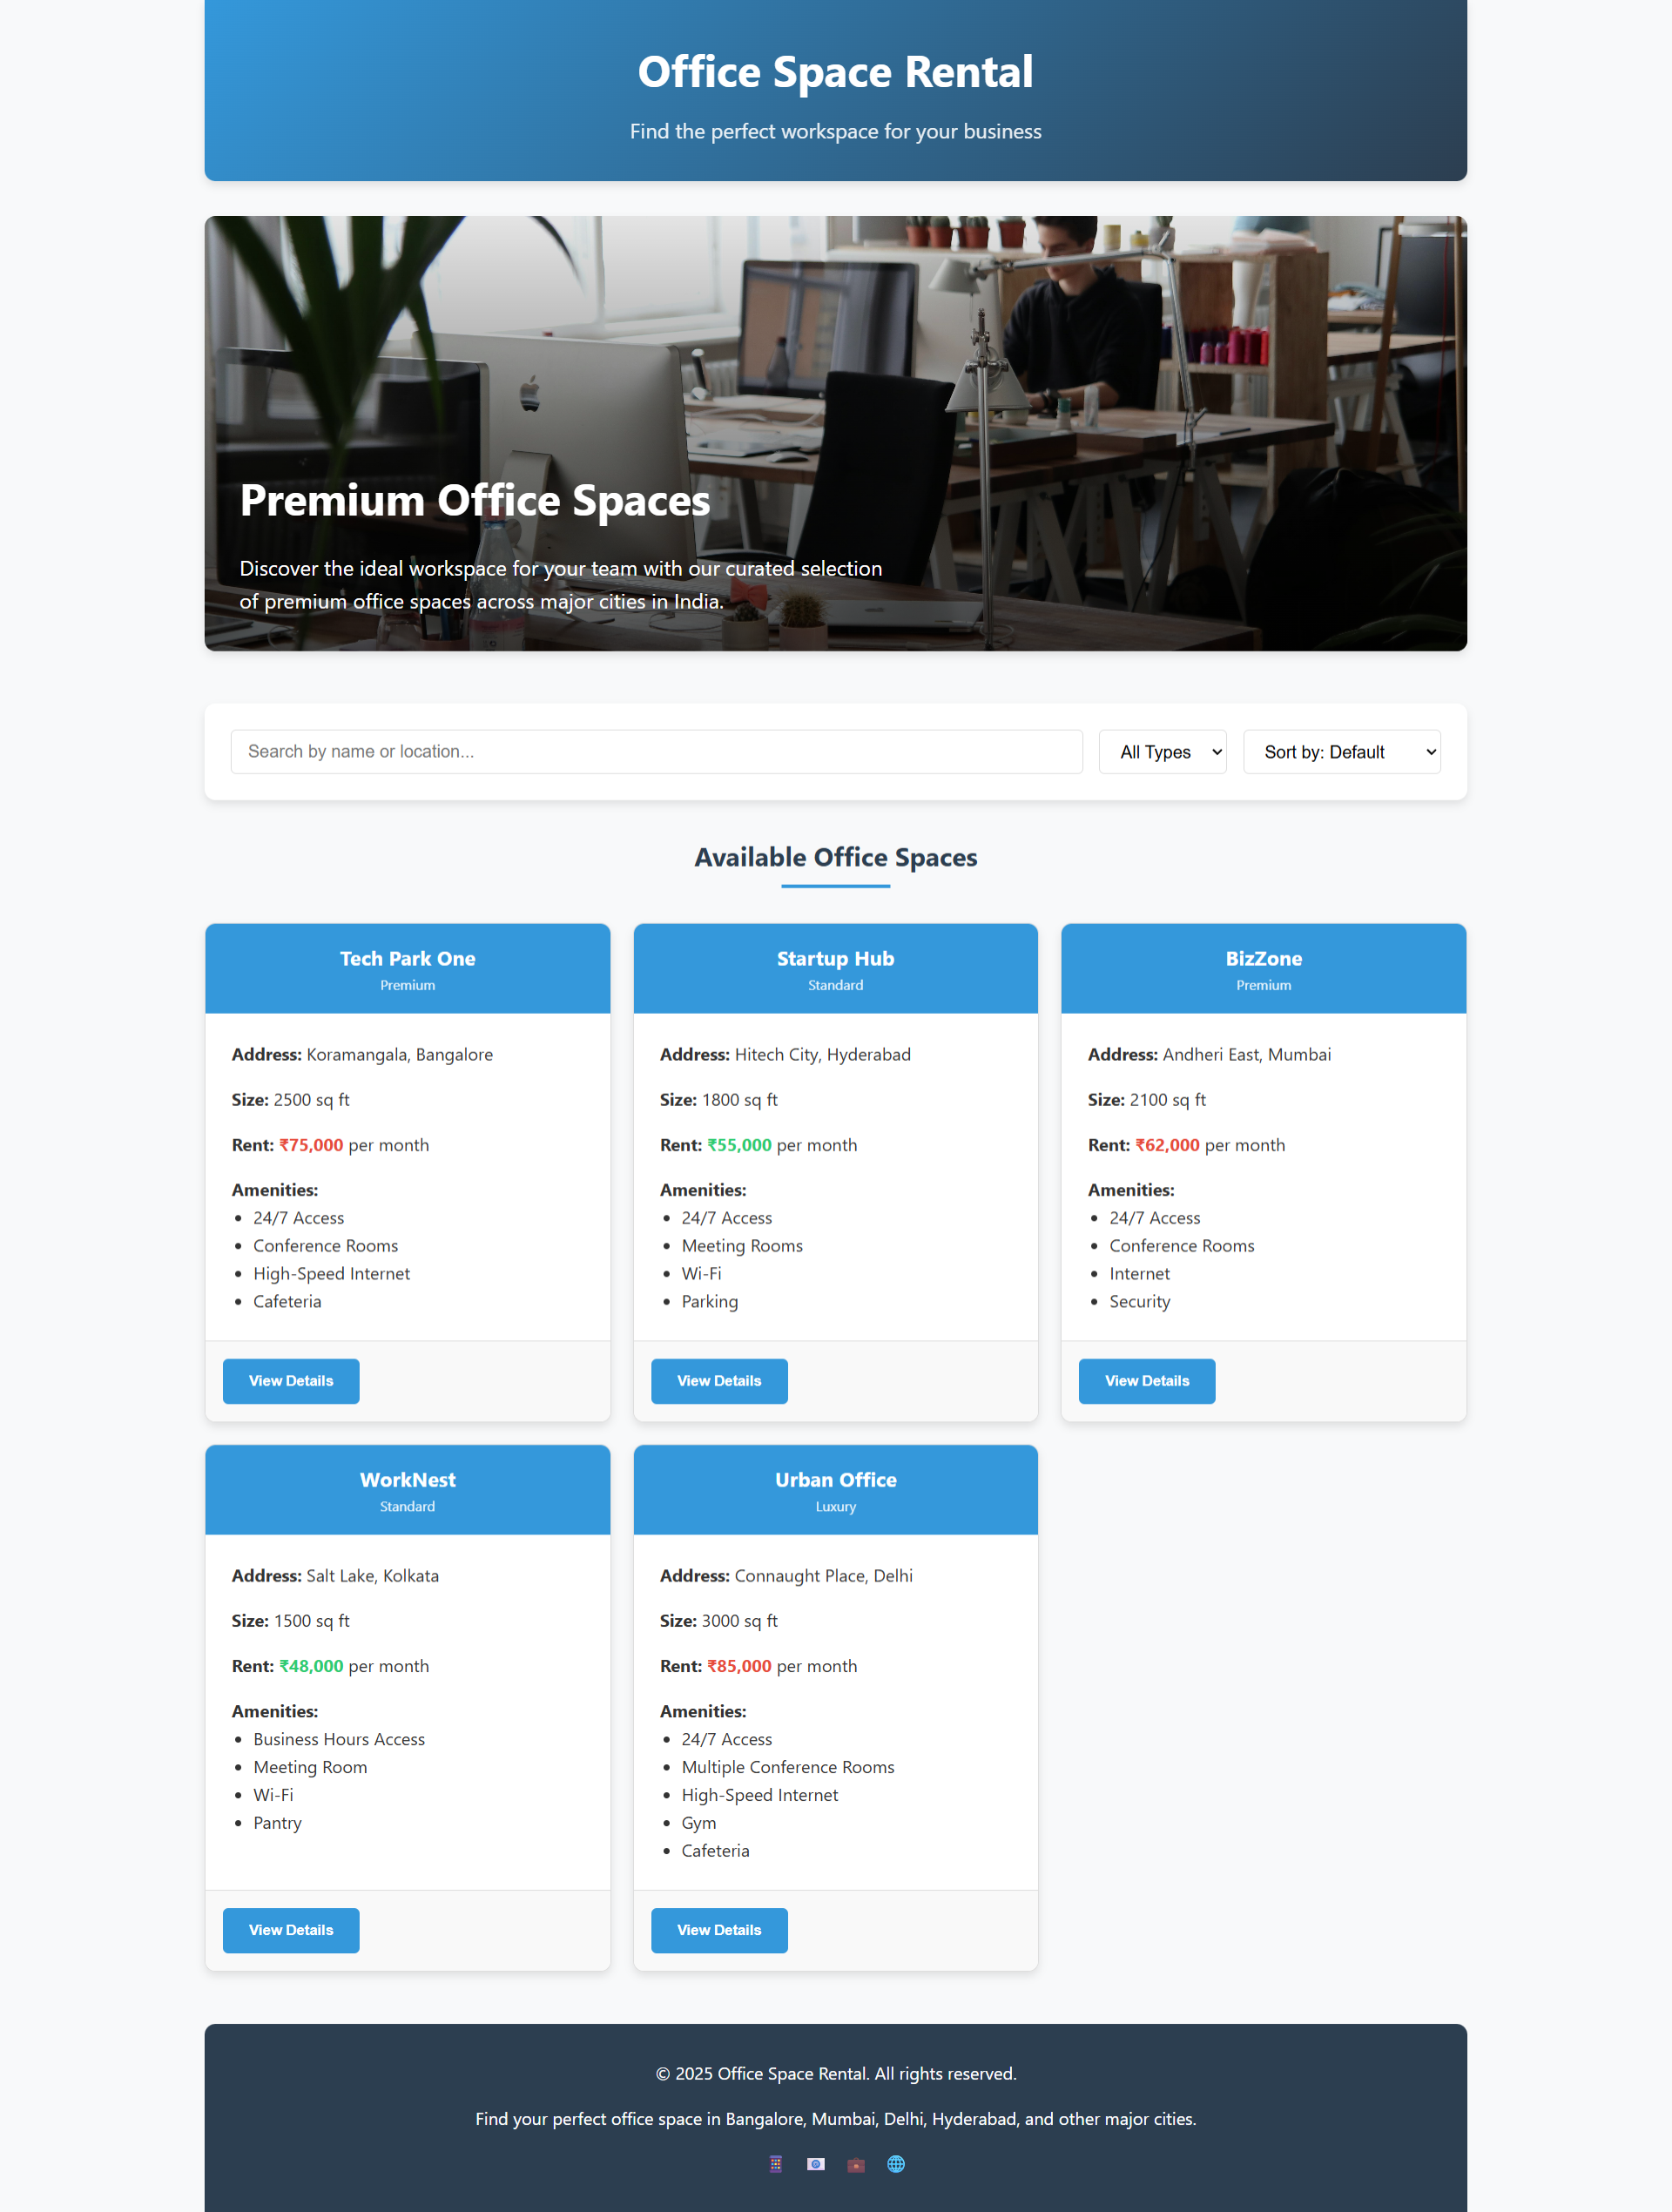 Office Space Rental
Find the perfect workspace for your business
Premium Office Spaces
Discover the ideal workspace for your team with our curated selection
of premium office spaces across major cities in India.
Search by name or location...
All Types
Sort by: Default
Available Office Spaces
Tech Park One
Premium
Address: Koramangala, Bangalore
Size: 2500 sq ft
Rent: ₹75,000 per month
Amenities:
• 24/7 Access
• Conference Rooms
• High-Speed Internet
• Cafeteria
View Details
Startup Hub
Standard
Address: Hitech City, Hyderabad
Size: 1800 sq ft
Rent: ₹55,000 per month
Amenities:
• 24/7 Access
• Meeting Rooms
• Wi-Fi
• Parking
View Details
BizZone
Premium
Address: Andheri East, Mumbai
Size: 2100 sq ft
Rent: ₹62,000 per month
Amenities:
• 24/7 Access
• Conference Rooms
• Internet
• Security
View Details
WorkNest
Standard
Address: Salt Lake, Kolkata
Size: 1500 sq ft
Rent: ₹48,000 per month
Amenities:
• Business Hours Access
• Meeting Room
• Wi-Fi
• Pantry
View Details
Urban Office
Luxury
Address: Connaught Place, Delhi
Size: 3000 sq ft
Rent: ₹85,000 per month
Amenities:
• 24/7 Access
• Multiple Conference Rooms
• High-Speed Internet
• Gym
• Cafeteria
View Details
© 2025 Office Space Rental. All rights reserved.
Find your perfect office space in Bangalore, Mumbai, Delhi, Hyderabad, and other major cities.